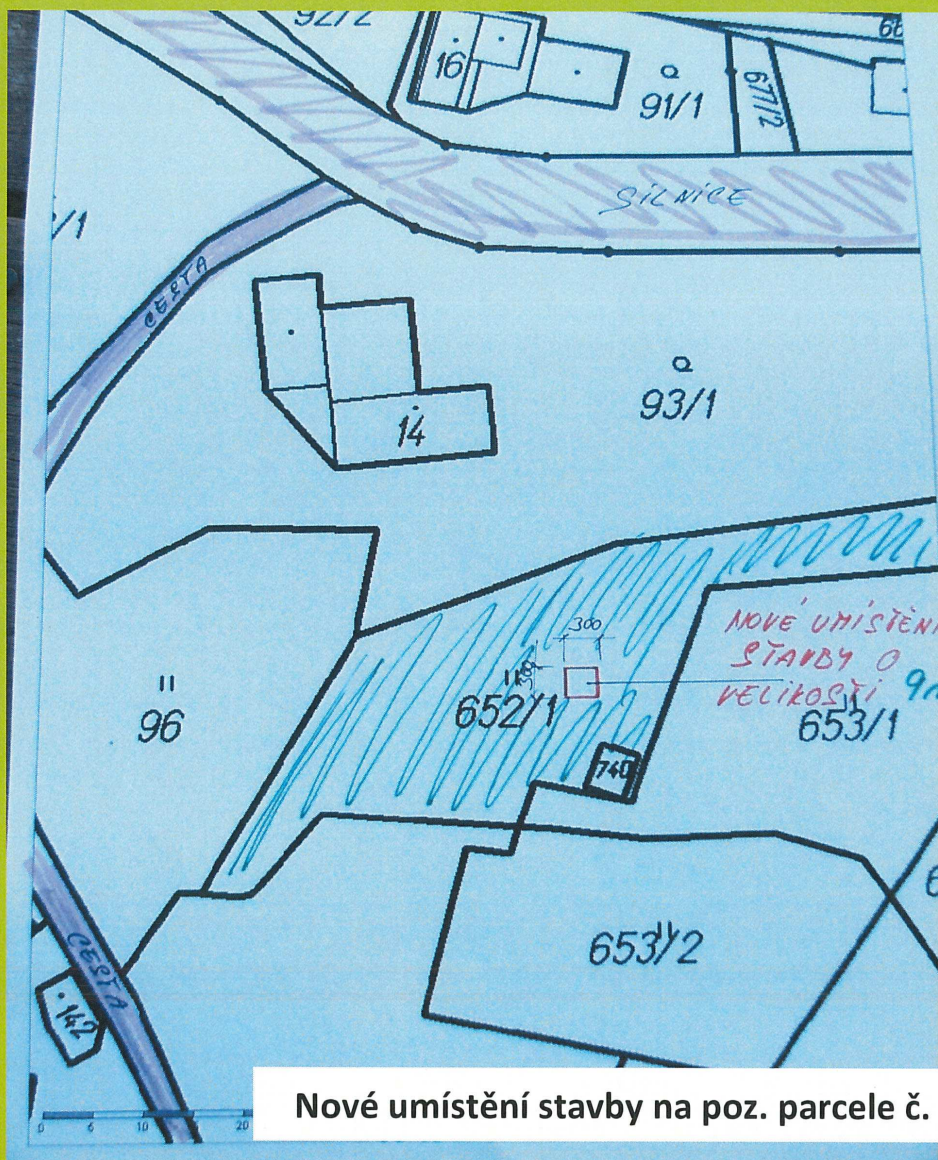 92/2
16
91/1
677/2
SILNICE
/1
CESTA
93/1
14
NOVÉ UMÍSTĚNÍ
300
STAVBY O
300
VELIKOSTI
652/1
96
653/1
740
653/2
CESTA
142
0 6 10 20
Nové umístění stavby na poz. parcele č.